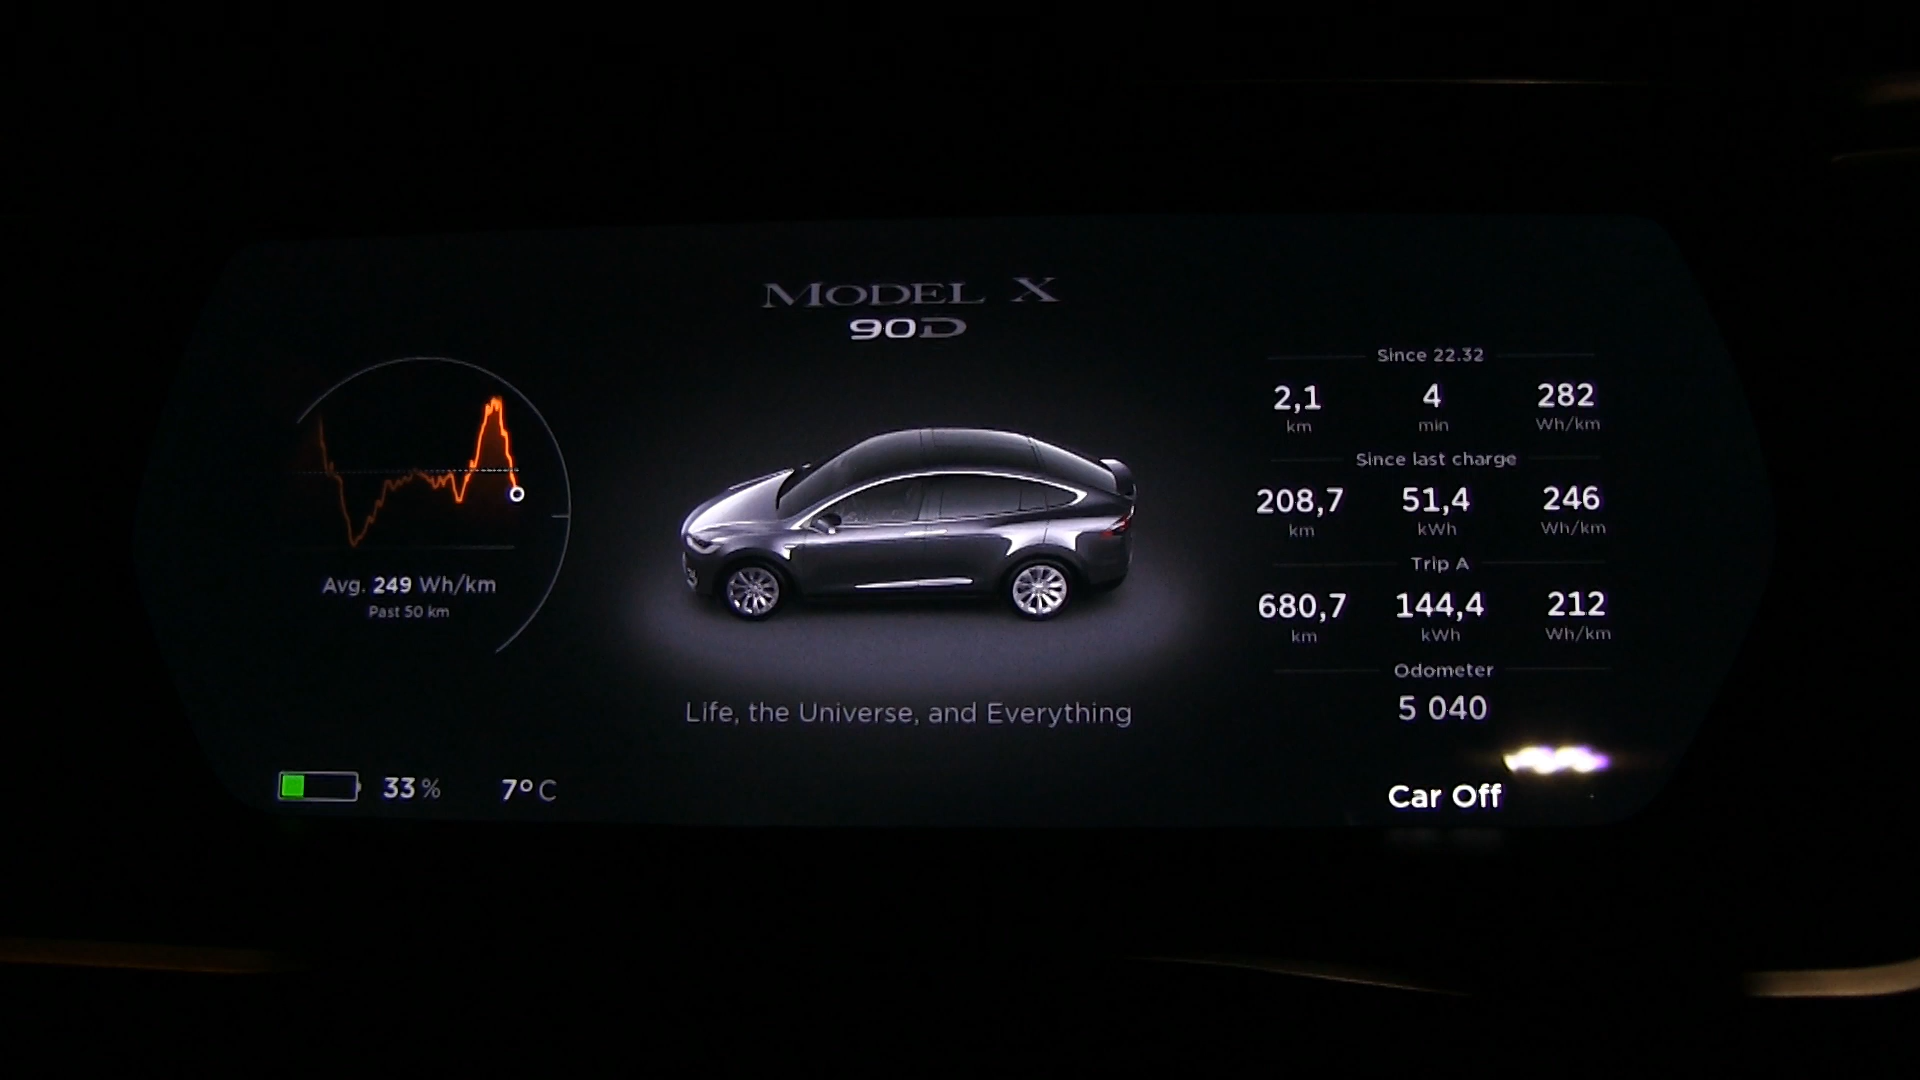 MODEL X
90D
Avg. 249 Wh/km
Past 50 km
33 %
7° C
Life, the Universe, and Everything
Since 22.32
2,1 4 282
km min Wh/km
Since last charge
208,7 51,4 246
km kWh Wh/km
Trip A
680,7 144,4 212
km kWh Wh/km
Odometer
5 040
Car Off